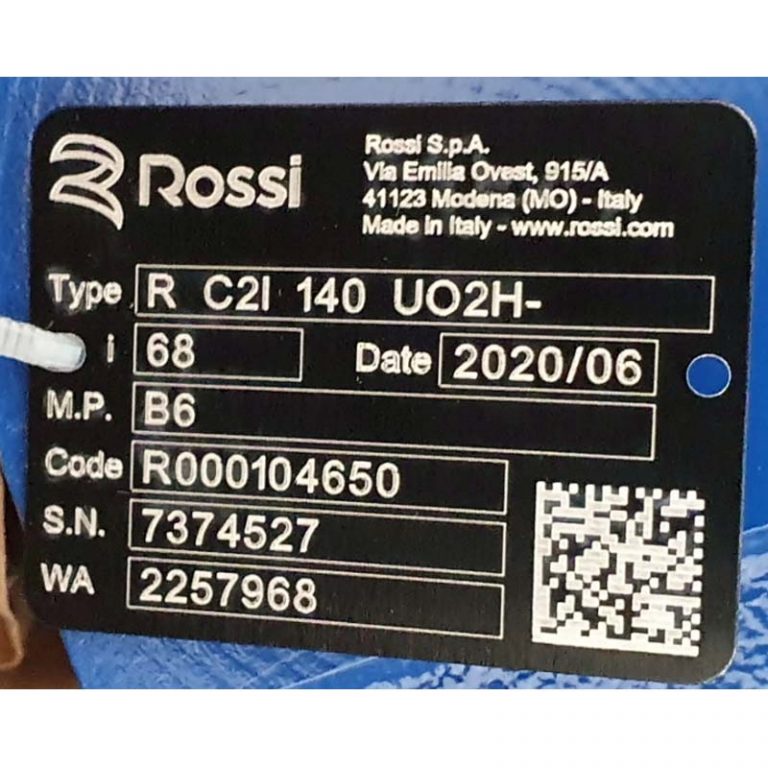 Rossi
Rossi S.p.A.
Via Emilia Ovest, 915/A
41123 Modena (MO) - Italy
Made in Italy - www.rossi.com
Type R C2I 140 UO2H-
i 68 Date 2020/06
M.P. B6
Code R000104650
S.N. 7374527
WA 2257968